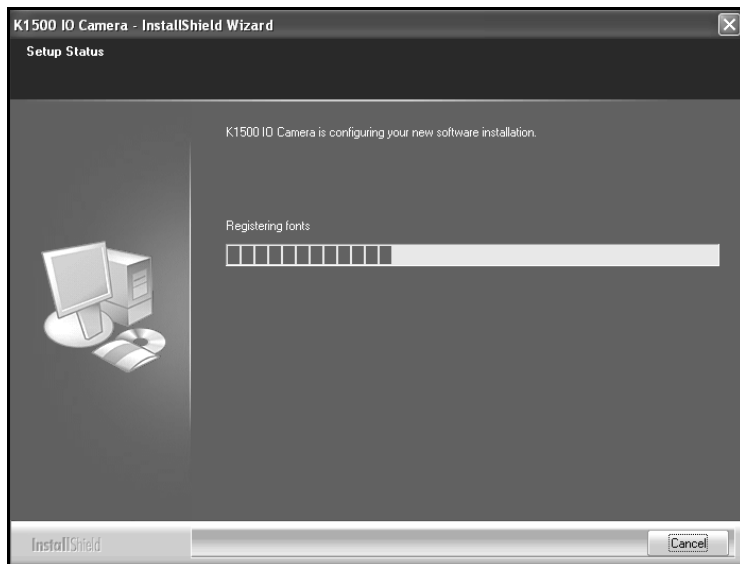 K1500 IO Camera - InstallShield Wizard
Setup Status
K1500 IO Camera is configuring your new software installation.
Registering fonts
InstallShield
Cancel